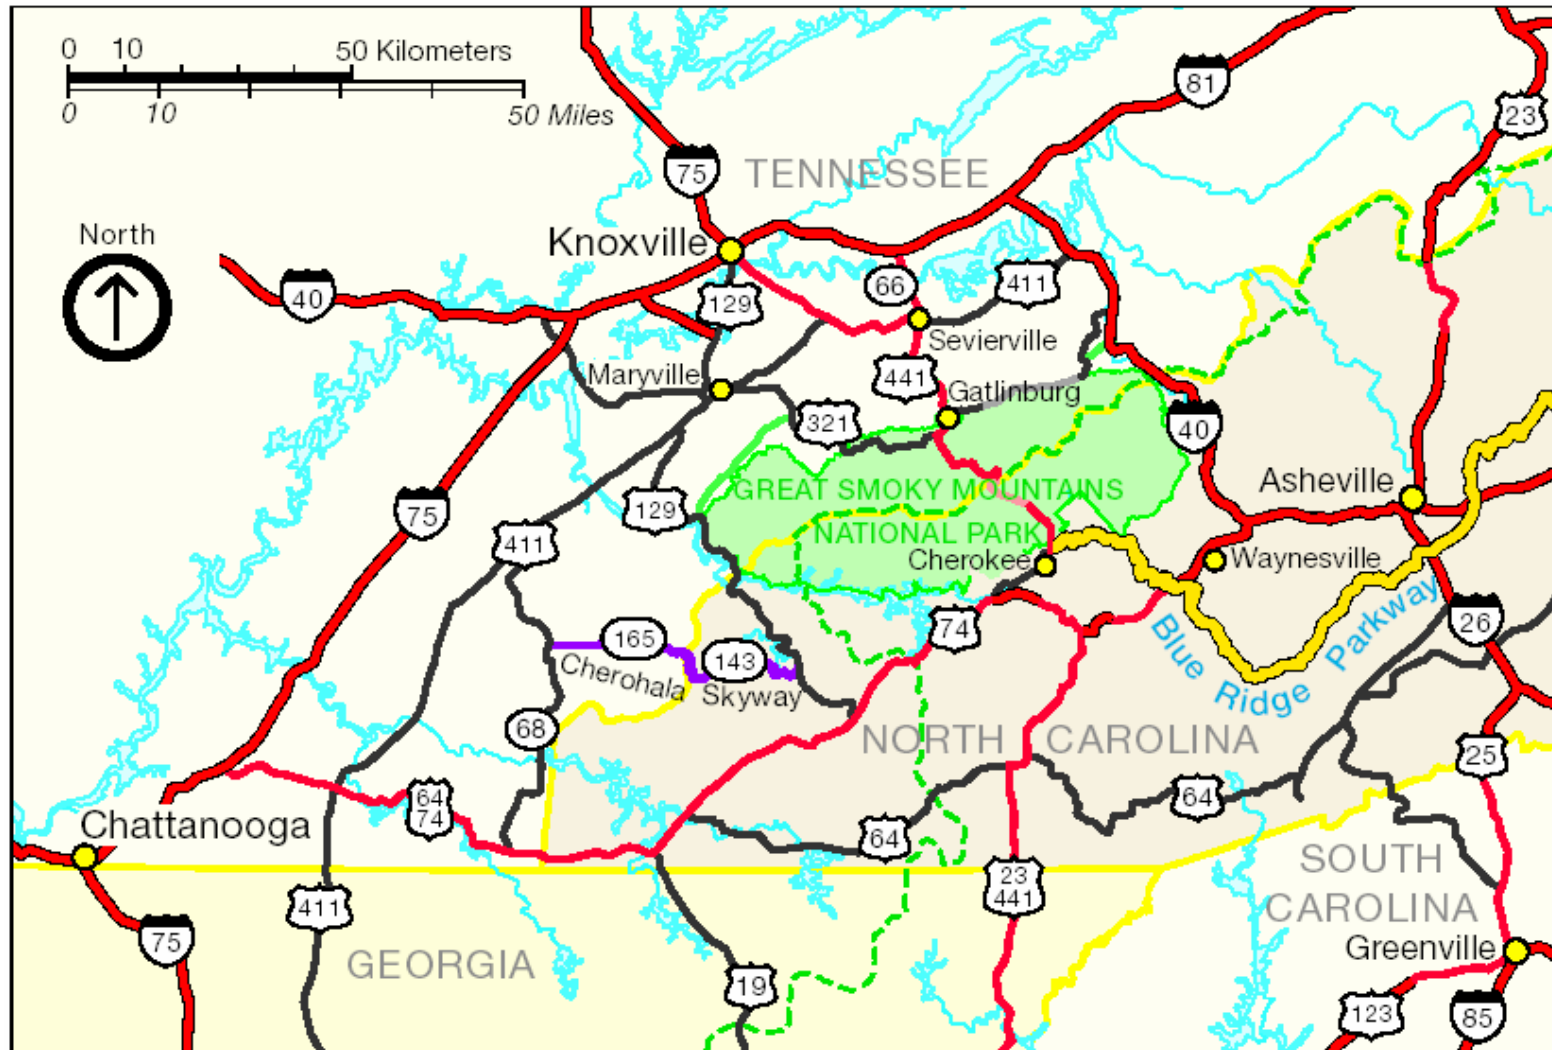 0 10 50 Kilometers
0 10 50 Miles
North
81
23
75
TENNESSEE
Knoxville
40
129
66
411
Sevierville
Maryville
441
Gatlinburg
321
40
Asheville
75
129
GREAT SMOKY MOUNTAINS
NATIONAL PARK
411
Cherokee
Waynesville
165
143
74
26
Cherohala Skyway
Blue Ridge Parkway
68
NORTH CAROLINA
25
64
74
64
64
Chattanooga
SOUTH
CAROLINA
23
441
411
75
GEORGIA
Greenville
19
123
85